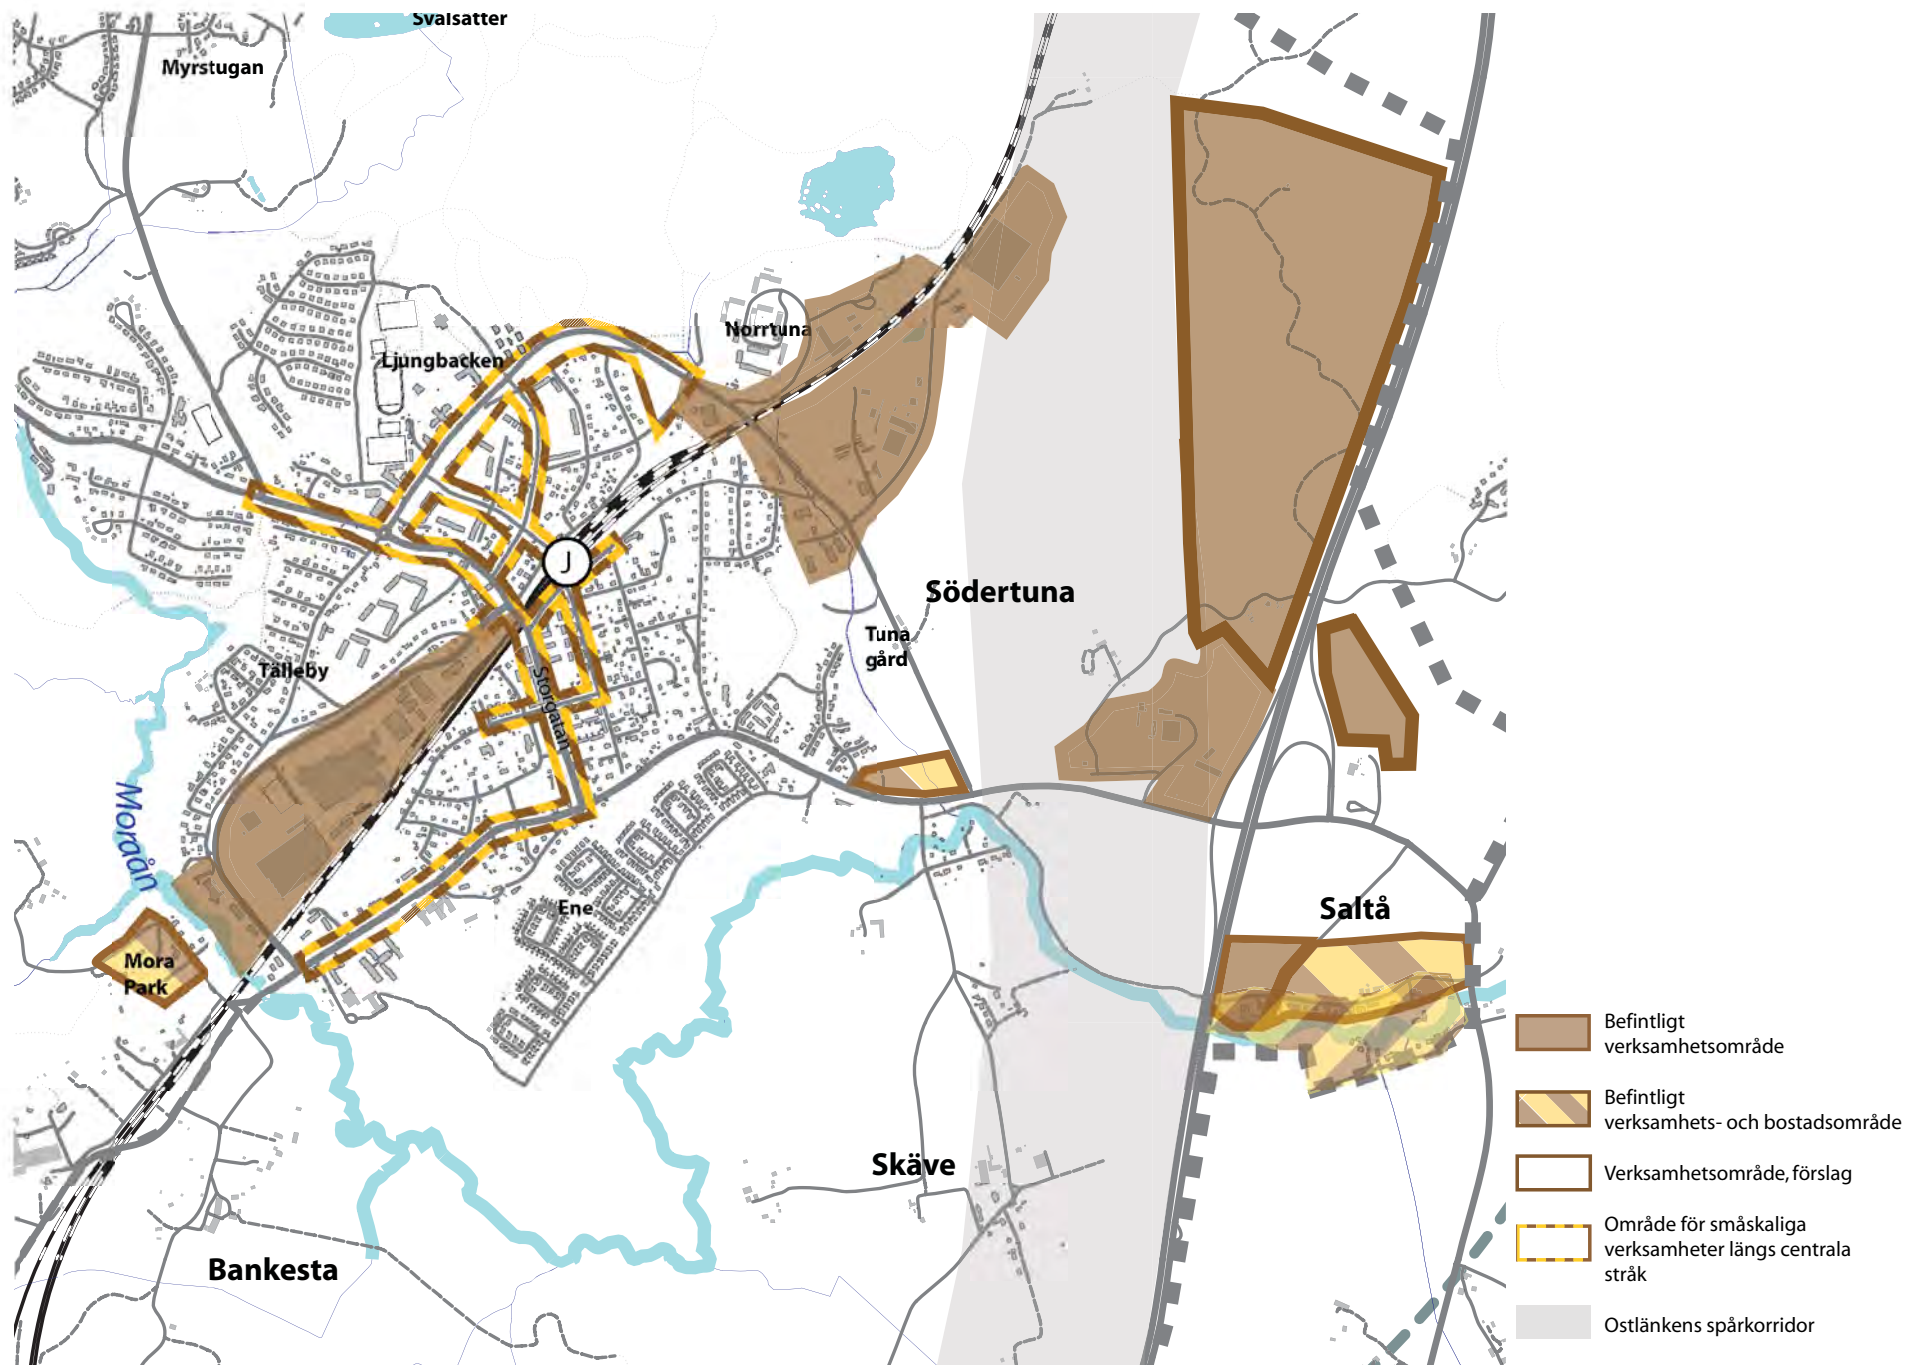 Svalsätter
Myrstugan
Norrtuna
Ljungbacken
J
Södertuna
Tuna
gård
Tälleby
Storgatan
Moraån
Ene
Saltå
Mora
Park
Skäve
Bankesta
Befintligt
verksamhetsområde
Befintligt
verksamhets- och bostadsområde
Verksamhetsområde, förslag
Område för småskaliga
verksamheter längs centrala
stråk
Ostlänkens spårkorridor